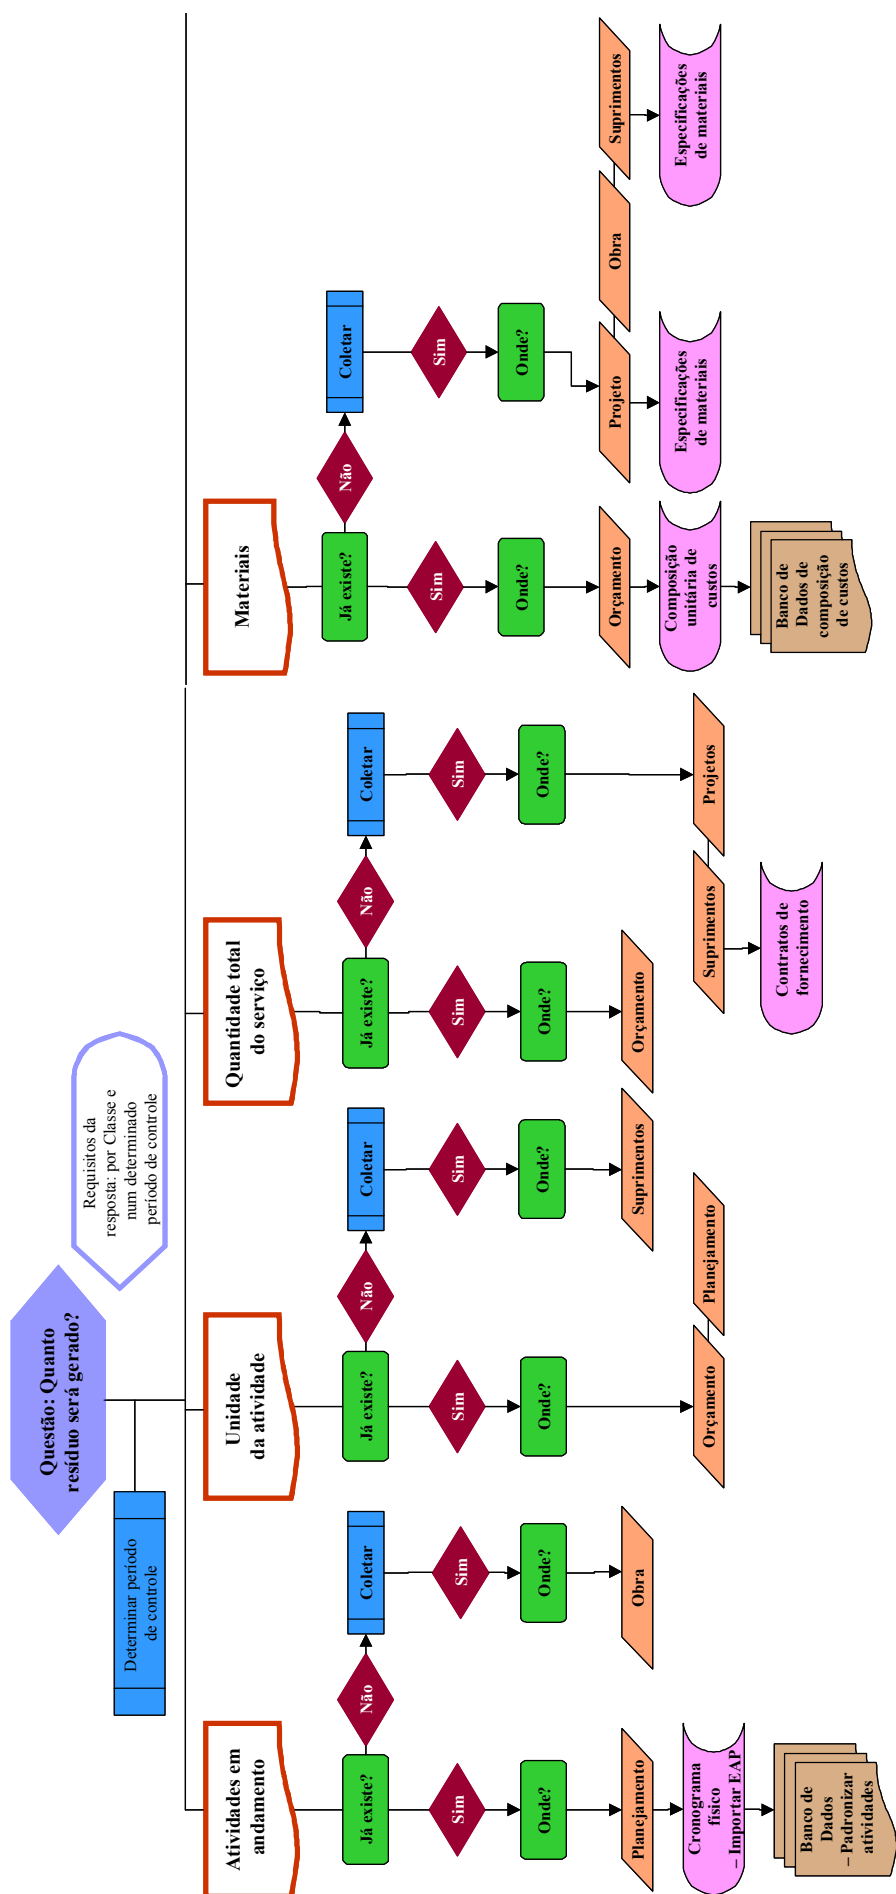 Questão: Quanto
resíduo será gerado?
Requisitos da
resposta: por Classe e
num determinado
período de controle
Determinar período
de controle
Atividades em
andamento
Já existe?
Não
Coletar
Sim
Onde?
Planejamento
Cronograma
físico
– Importar EAP
Banco de
Dados
– Padronizar
atividades
Sim
Onde?
Obra
Unidade
da atividade
Já existe?
Não
Coletar
Sim
Onde?
Orçamento
Planejamento
Sim
Onde?
Suprimentos
Quantidade total
do serviço
Já existe?
Não
Coletar
Sim
Onde?
Orçamento
Sim
Onde?
Suprimentos
Projetos
Contratos de
fornecimento
Materiais
Já existe?
Não
Coletar
Sim
Onde?
Orçamento
Composição
unitária de
custos
Banco de
Dados de
composição
de custos
Sim
Onde?
Projeto
Obra
Suprimentos
Especificações
de materiais
Especificações
de materiais